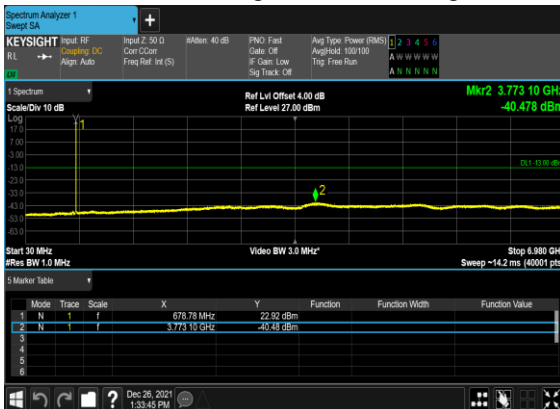 Spectrum Analyzer 1
Swept SA
+
KEYSIGHT Input: RF Input Z: 50 Ω #Atten: 40 dB PNO: Fast Avg Type: Power (RMS) 1 2 3 4 5 6
RL Coupling: DC Corr CCorr Gate: Off Avg|Hold: 100/100 A W W W W W
Align: Auto Freq Ref: Int (S) IF Gain: Low Trig: Free Run
Sig Track: Off A N N N N N
1 Spectrum Ref Lvl Offset 4.00 dB Mkr2 3.773 10 GHz
Scale/Div 10 dB Ref Level 27.00 dBm -40.478 dBm
Log
17.0
7.00
-3.00
-13.0
-23.0
-33.0
-43.0
-53.0
-63.0
1
DL1 -13.00 dBm
2
Start 30 MHz Video BW 3.0 MHz* Stop 6.980 GHz
#Res BW 1.0 MHz Sweep ~14.2 ms (40001 pts)
5 Marker Table
Mode Trace Scale X Y Function Function Width Function Value
1 N 1 f 678.78 MHz 22.92 dBm
2 N 1 f 3.773 10 GHz -40.48 dBm
3
4
5
6
? Dec 26, 2021
1:33:45 PM